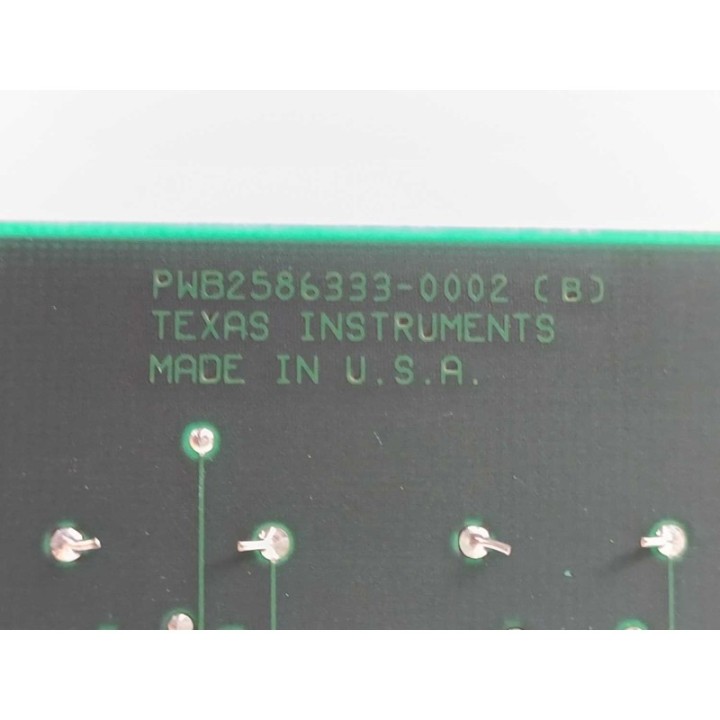 PWB2586333-0002 (B)
TEXAS INSTRUMENTS
MADE IN U.S.A.